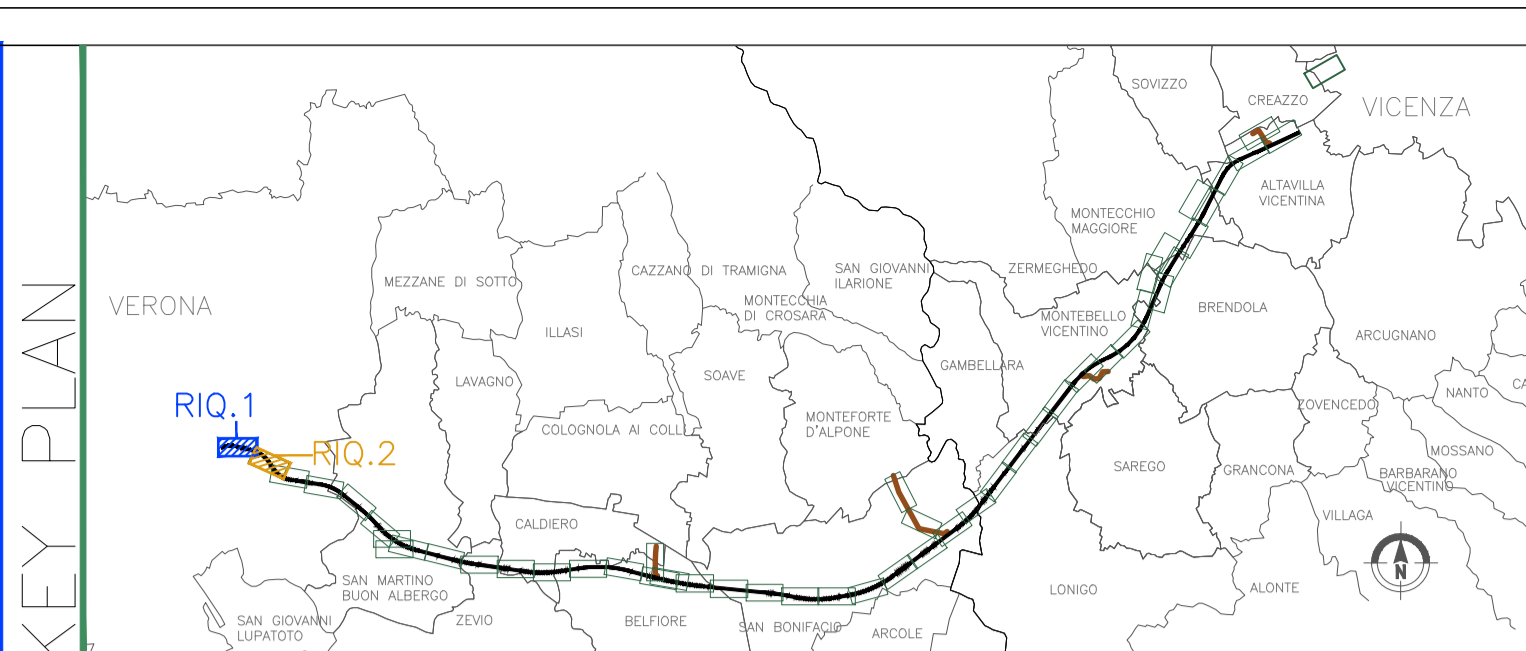 KEY PLAN
SOVIZZO
CREAZZO
VICENZA
ALTAVILLA
VICENTINA
MONTECCHIO
MAGGIORE
MEZZANE DI SOTTO
CAZZANO DI TRAMIGNA
SAN GIOVANNI
ILARIONE
ZERMEGHEDO
VERONA
MONTECCHIA
DI CROSARA
MONTEBELLO
VICENTINO
BRENDOLA
ILLASI
ARCUGNANO
GAMBELLARA
LAVAGNO
SOAVE
NANTO
CA
RIQ.1
ZOVENCEDO
MONTEFORTE
D'ALPONE
COLOGNOLA AI COLLI
RIQ.2
MOSSANO
SAREGO
GRANCONA
BARBARANO
VICENTINO
CALDIERO
VILLAGA
N
SAN MARTINO
BUON ALBERGO
LONIGO
ALONTE
SAN GIOVANNI
LUPATOTO
ZEVIO
BELFIORE
SAN BONIFACIO
ARCOLE